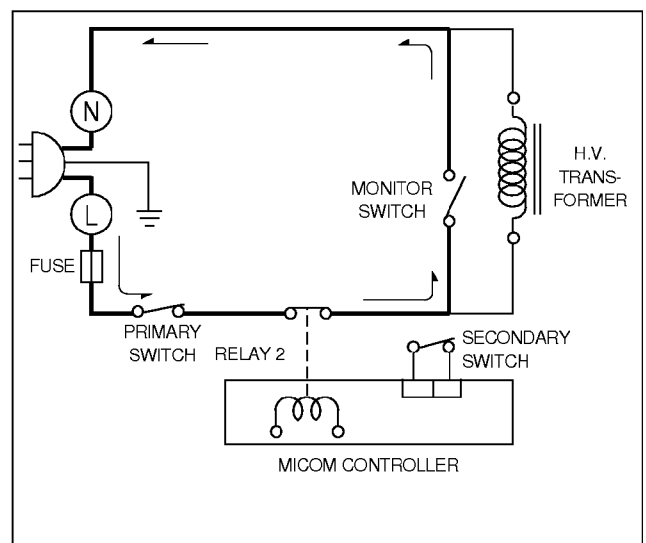 N
L
FUSE
MONITOR
SWITCH
H.V.
TRANS-
FORMER
PRIMARY
SWITCH
RELAY 2
SECONDARY
SWITCH
MICOM CONTROLLER